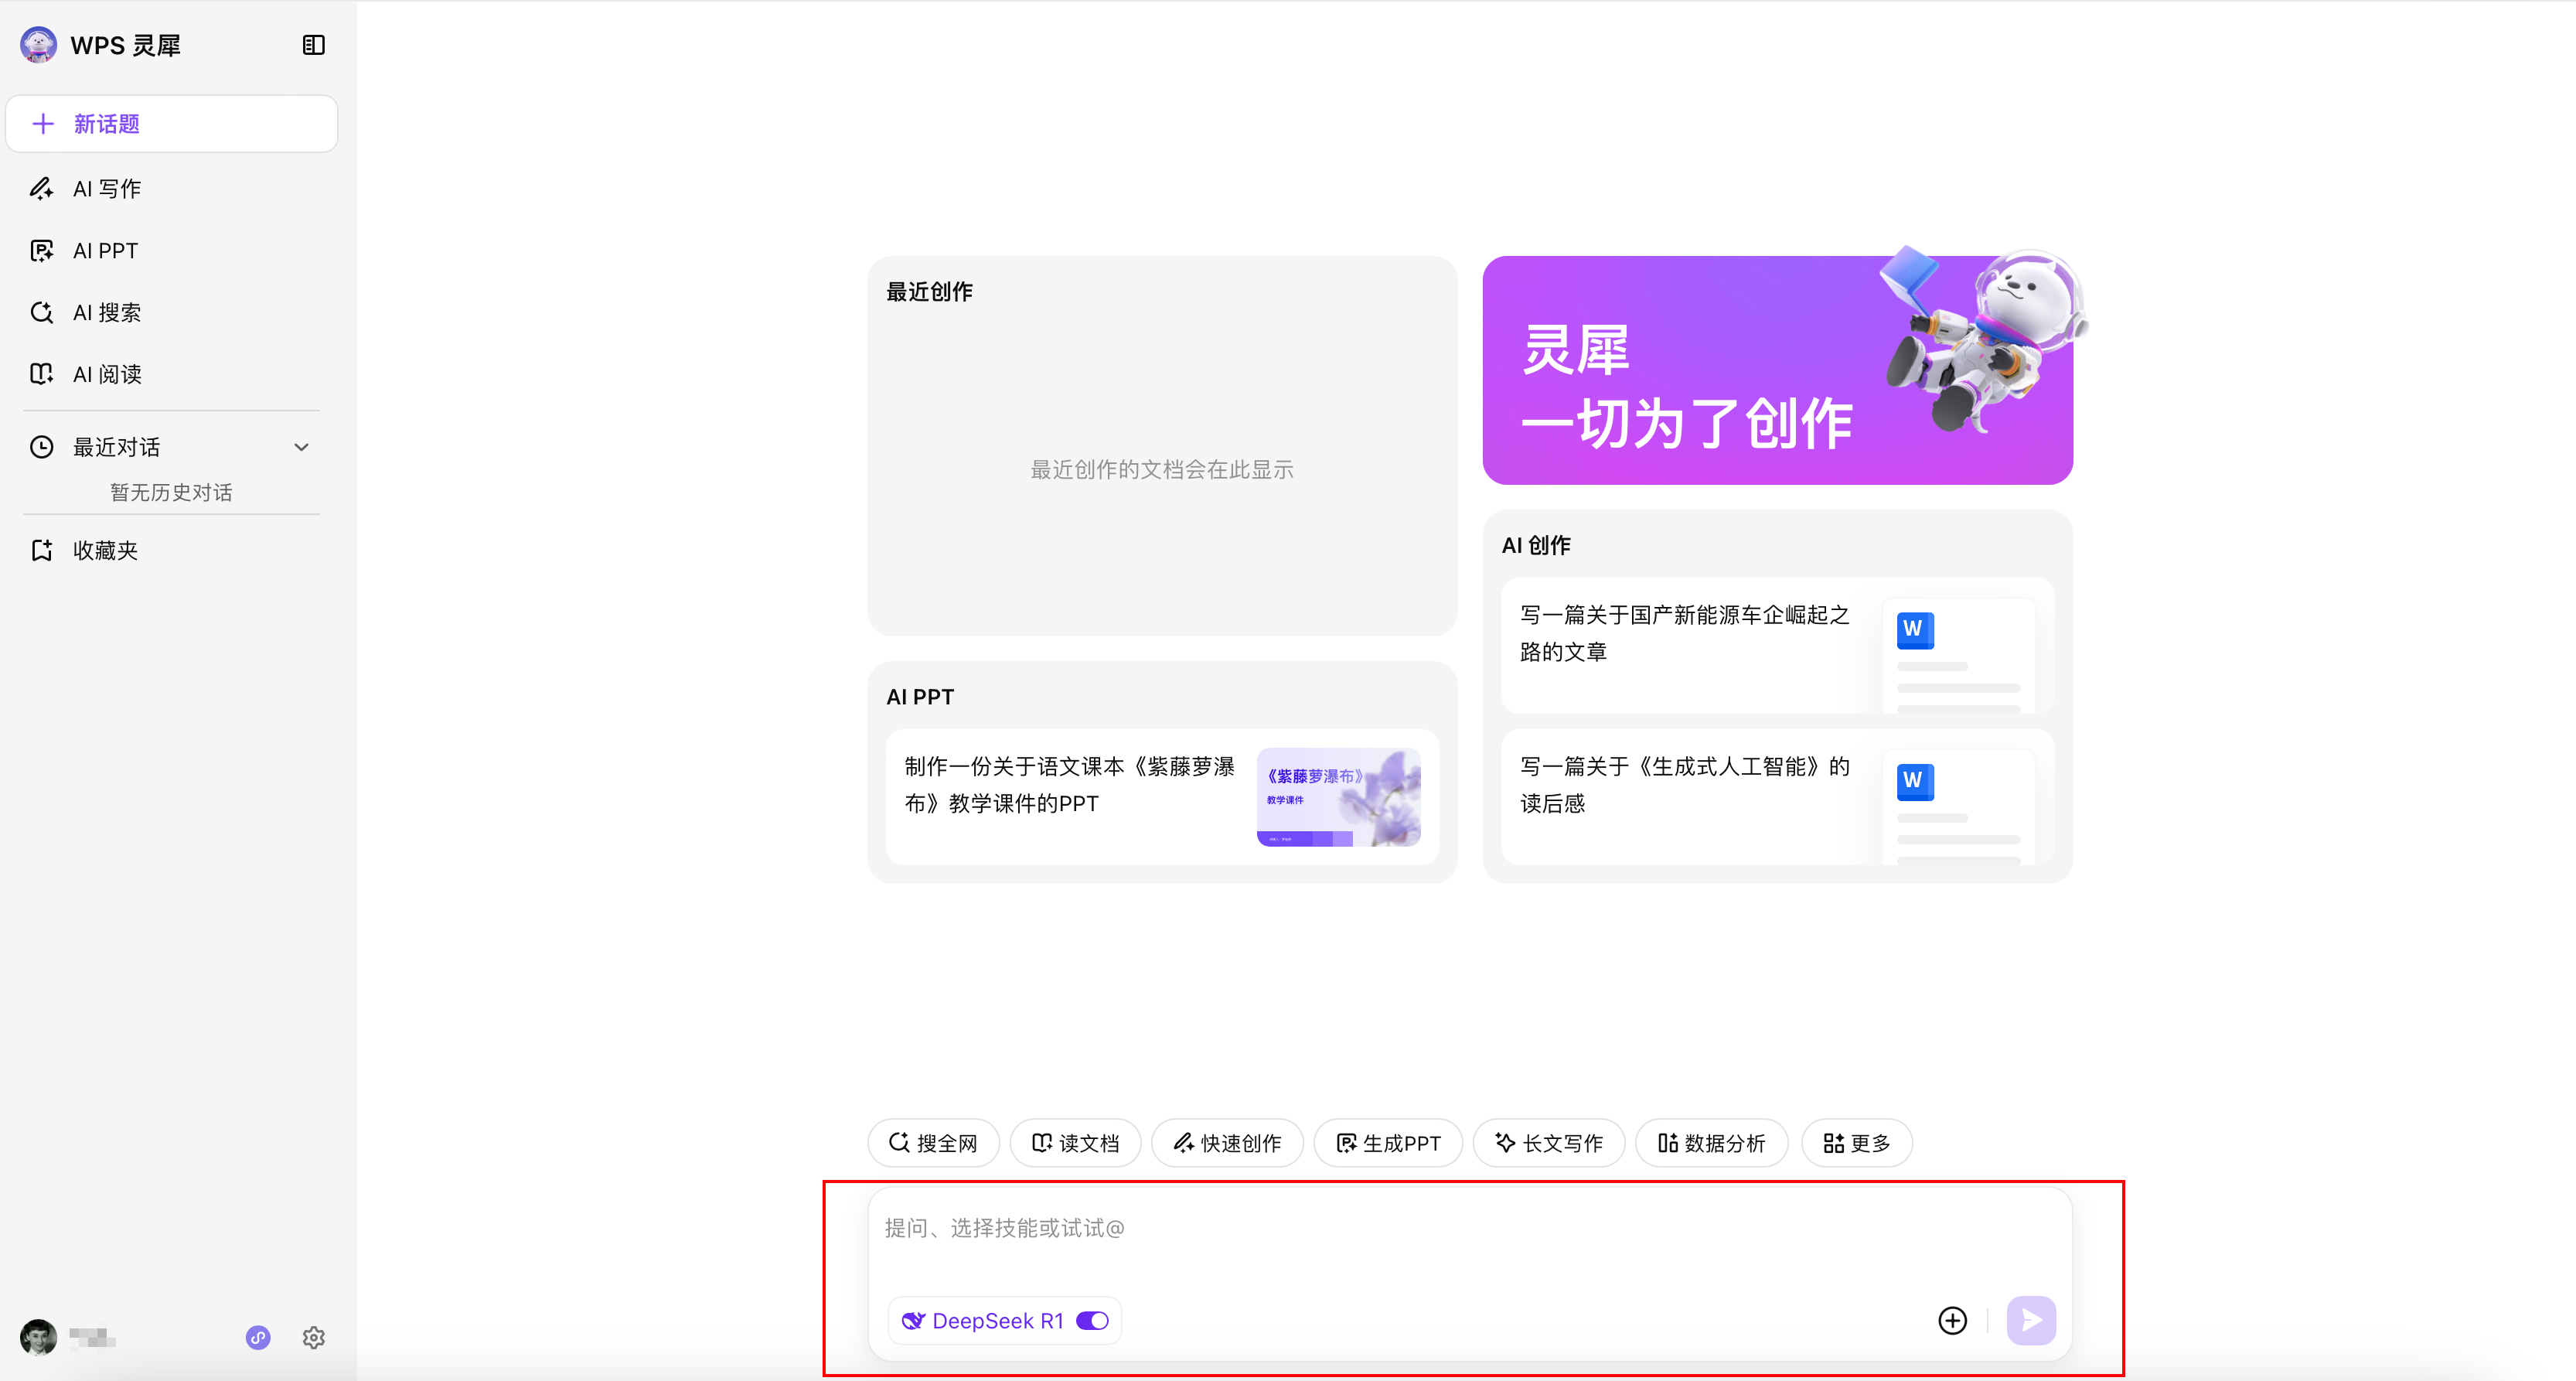 WPS 灵犀
新话题
AI 写作
AI PPT
AI 搜索
AI 阅读
最近对话
暂无历史对话
收藏夹
最近创作
最近创作的文档会在此显示
灵犀
一切为了创作
AI PPT
制作一份关于语文课本《紫藤萝瀑
布》教学课件的PPT
《紫藤萝瀑布》
教学课件
AI 创作
写一篇关于国产新能源车企崛起之
路的文章
W
写一篇关于《生成式人工智能》的
读后感
W
搜全网
读文档
快速创作
生成PPT
长文写作
数据分析
更多
提问、选择技能或试试@
DeepSeek R1